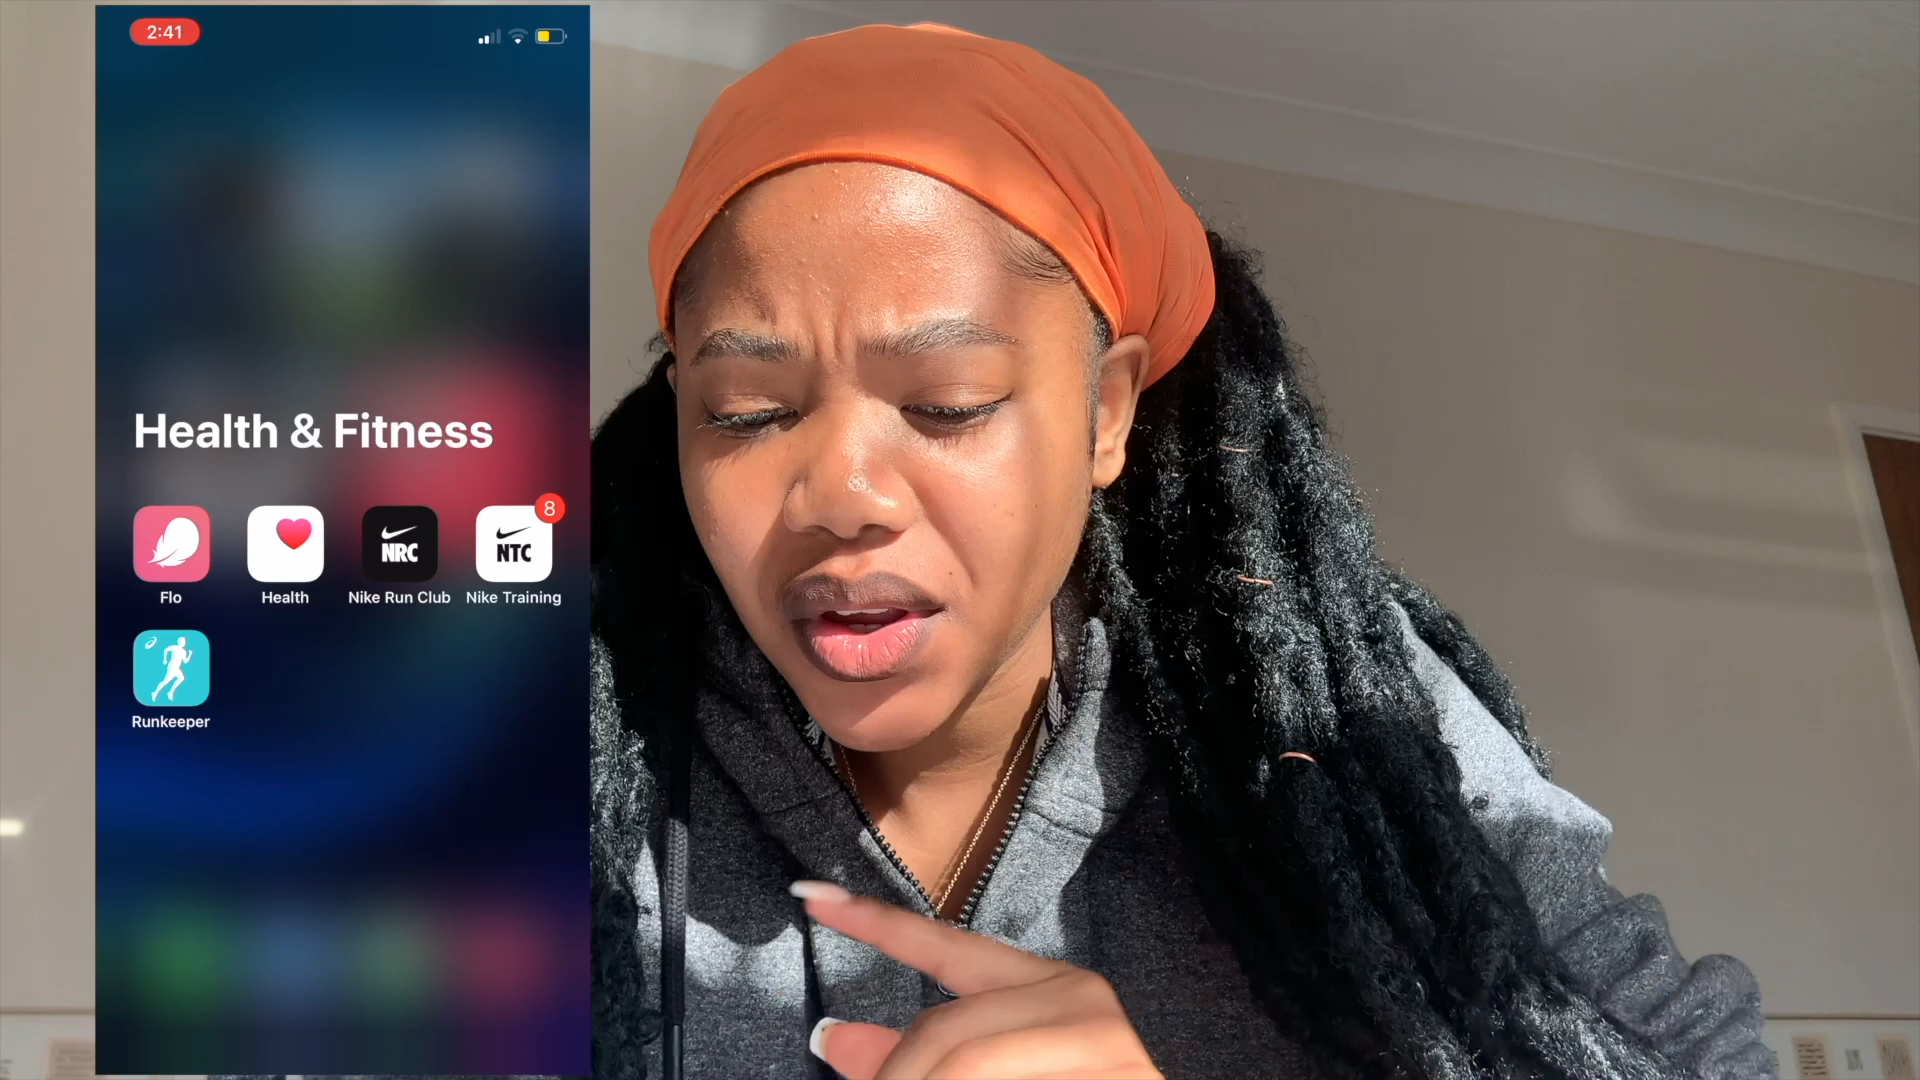 2:41
Health & Fitness
8
NRC
NTC
Flo
Health
Nike Run Club
Nike Training
Runkeeper